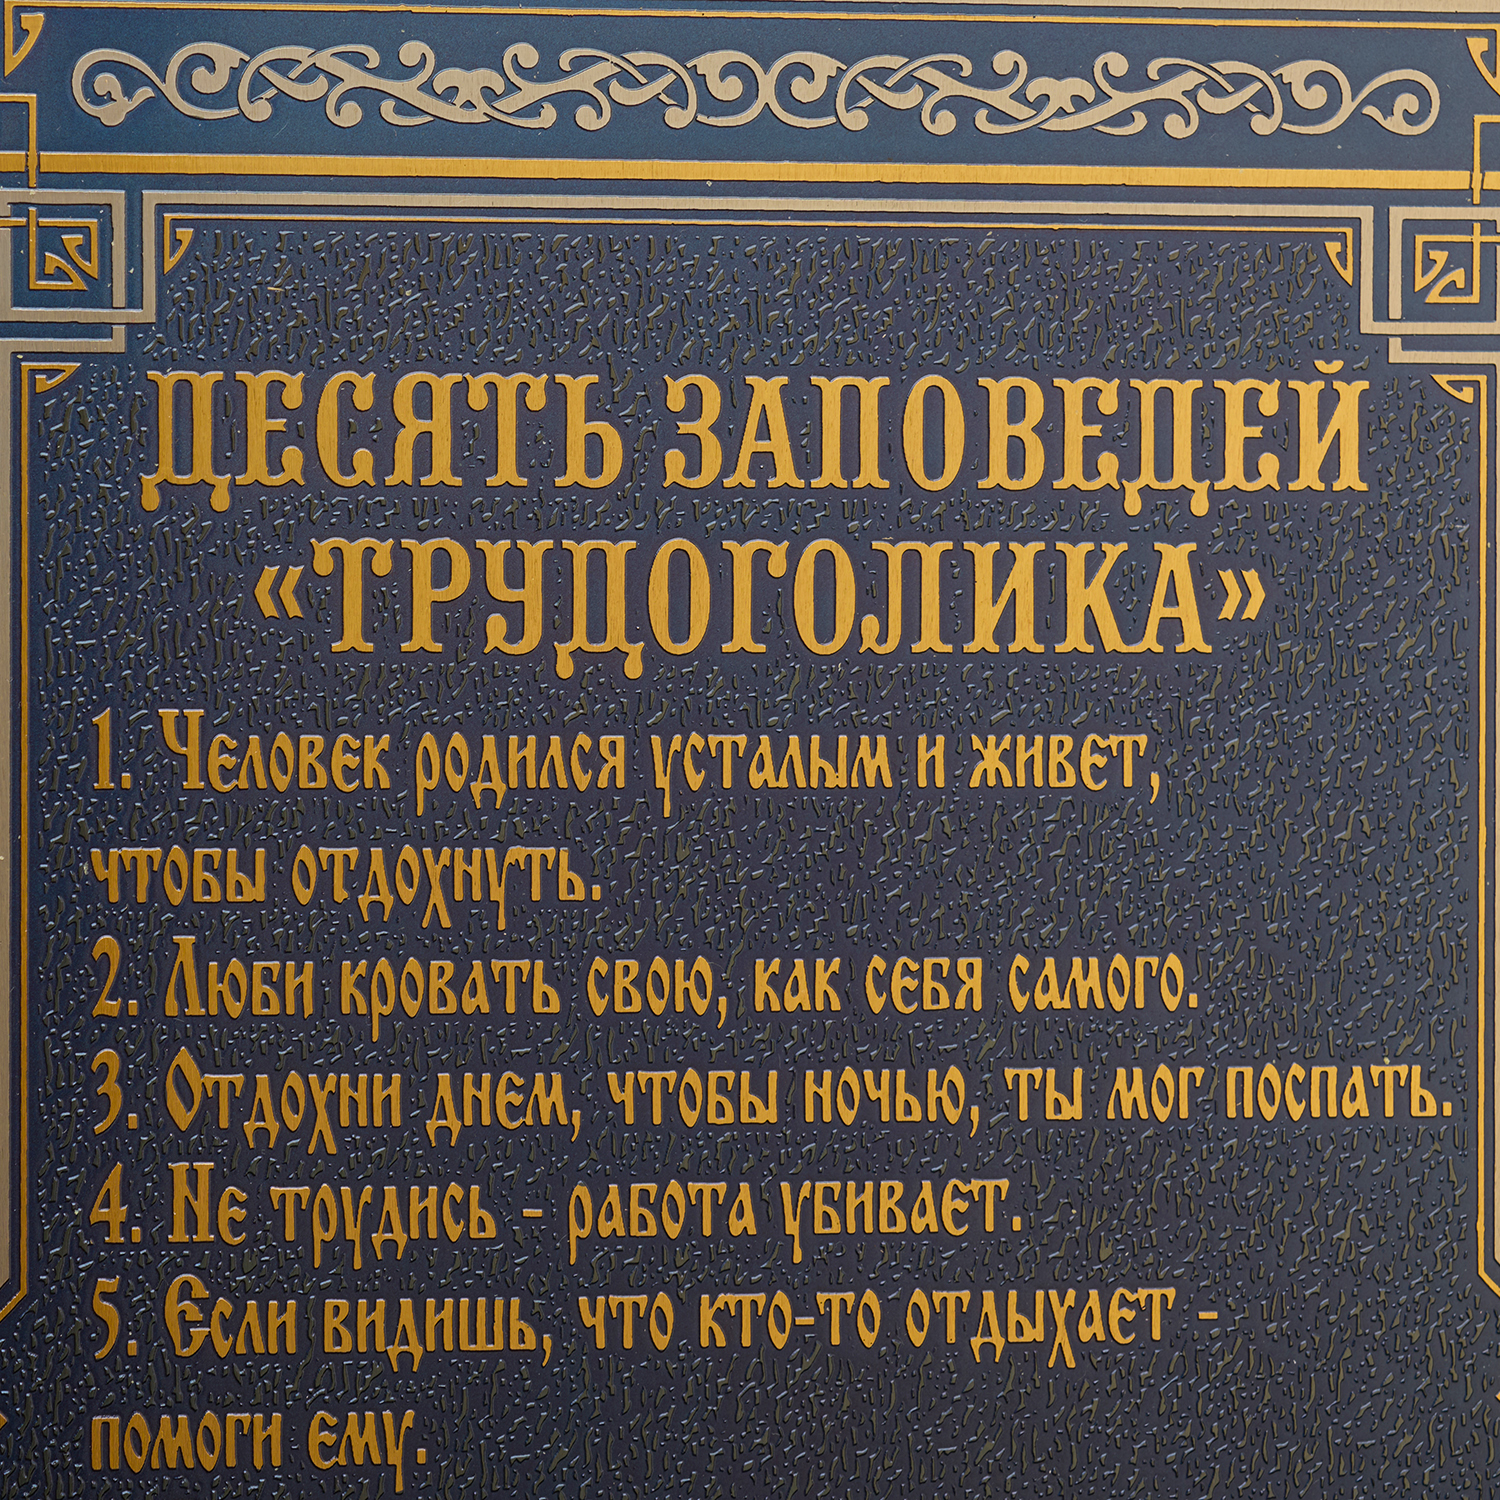 ДЕСЯТЬ ЗАПОВЕДЕЙ
«ТРУДОГОЛИКА»
1. Человек родился усталым и живет,
чтобы отдохнуть.
2. Люби кровать свою, как себя самого.
3. Отдохни днем, чтобы ночью, ты мог поспать.
4. Не трудись - работа убивает.
5. Если видишь, что кто-то отдыхает -
помоги ему.